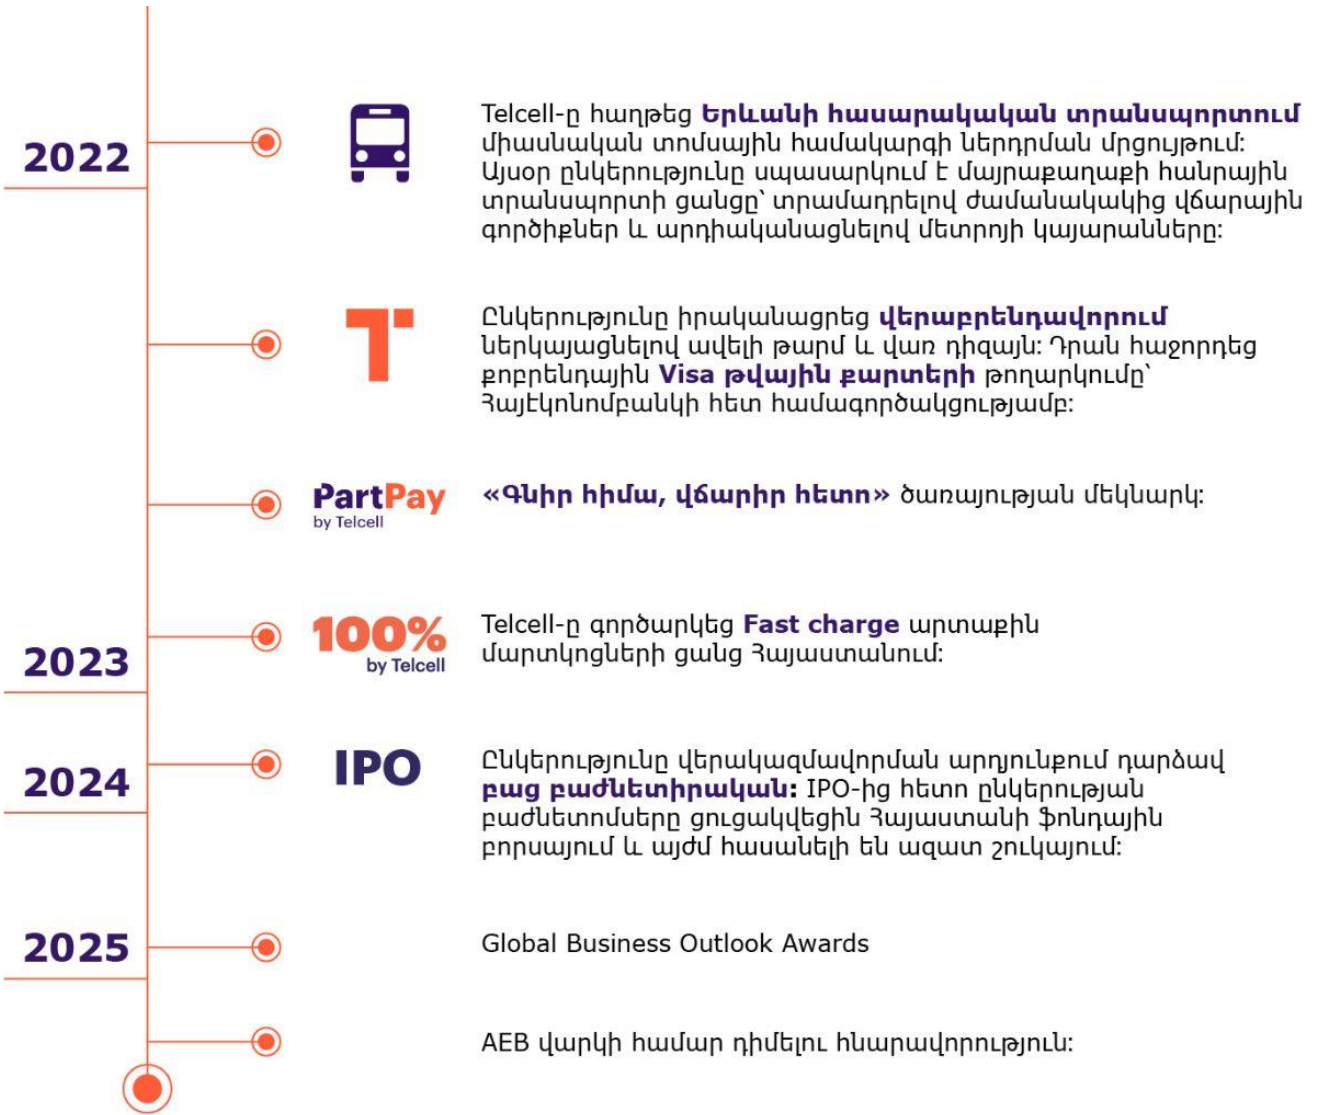 2022
Telcell-ը հաղթեց Երևանի հասարակական տրանսպորտում
միասնական տոմսային համակարգի ներդրման մրցույթում:
Այսօր ընկերությունը սպասարկում է մայրաքաղաքի հանրային
տրանսպորտի ցանցը՝ տրամադրելով ժամանակակից վճարային
գործիքներ և արդիականացնելով մետրոյի կայարանները:
Ընկերությունը իրականացրեց վերաբրենդավորում
ներկայացնելով ավելի թարմ և վառ դիզայն: Դրան հաջորդեց
քոբրենդային Visa թվային քարտերի թողարկումը՝
Հայէկոնոմբանկի հետ համագործակցությամբ:
PartPay
by Telcell
«Գնիր հիմա, վճարիր հետո» ծառայության մեկնարկ:
2023
100%
by Telcell
Telcell-ը գործարկեց Fast charge արտաքին
մարտկոցների ցանց Հայաստանում:
2024
IPO
Ընկերությունը վերակազմավորման արդյունքում դարձավ
բաց բաժնետիրական: IPO-ից հետո ընկերության
բաժնետոմսերը ցուցակվեցին Հայաստանի ֆոնդային
բորսայում և այժմ հասանելի են ազատ շուկայում:
2025
Global Business Outlook Awards
AEB վարկի համար դիմելու հնարավորություն: